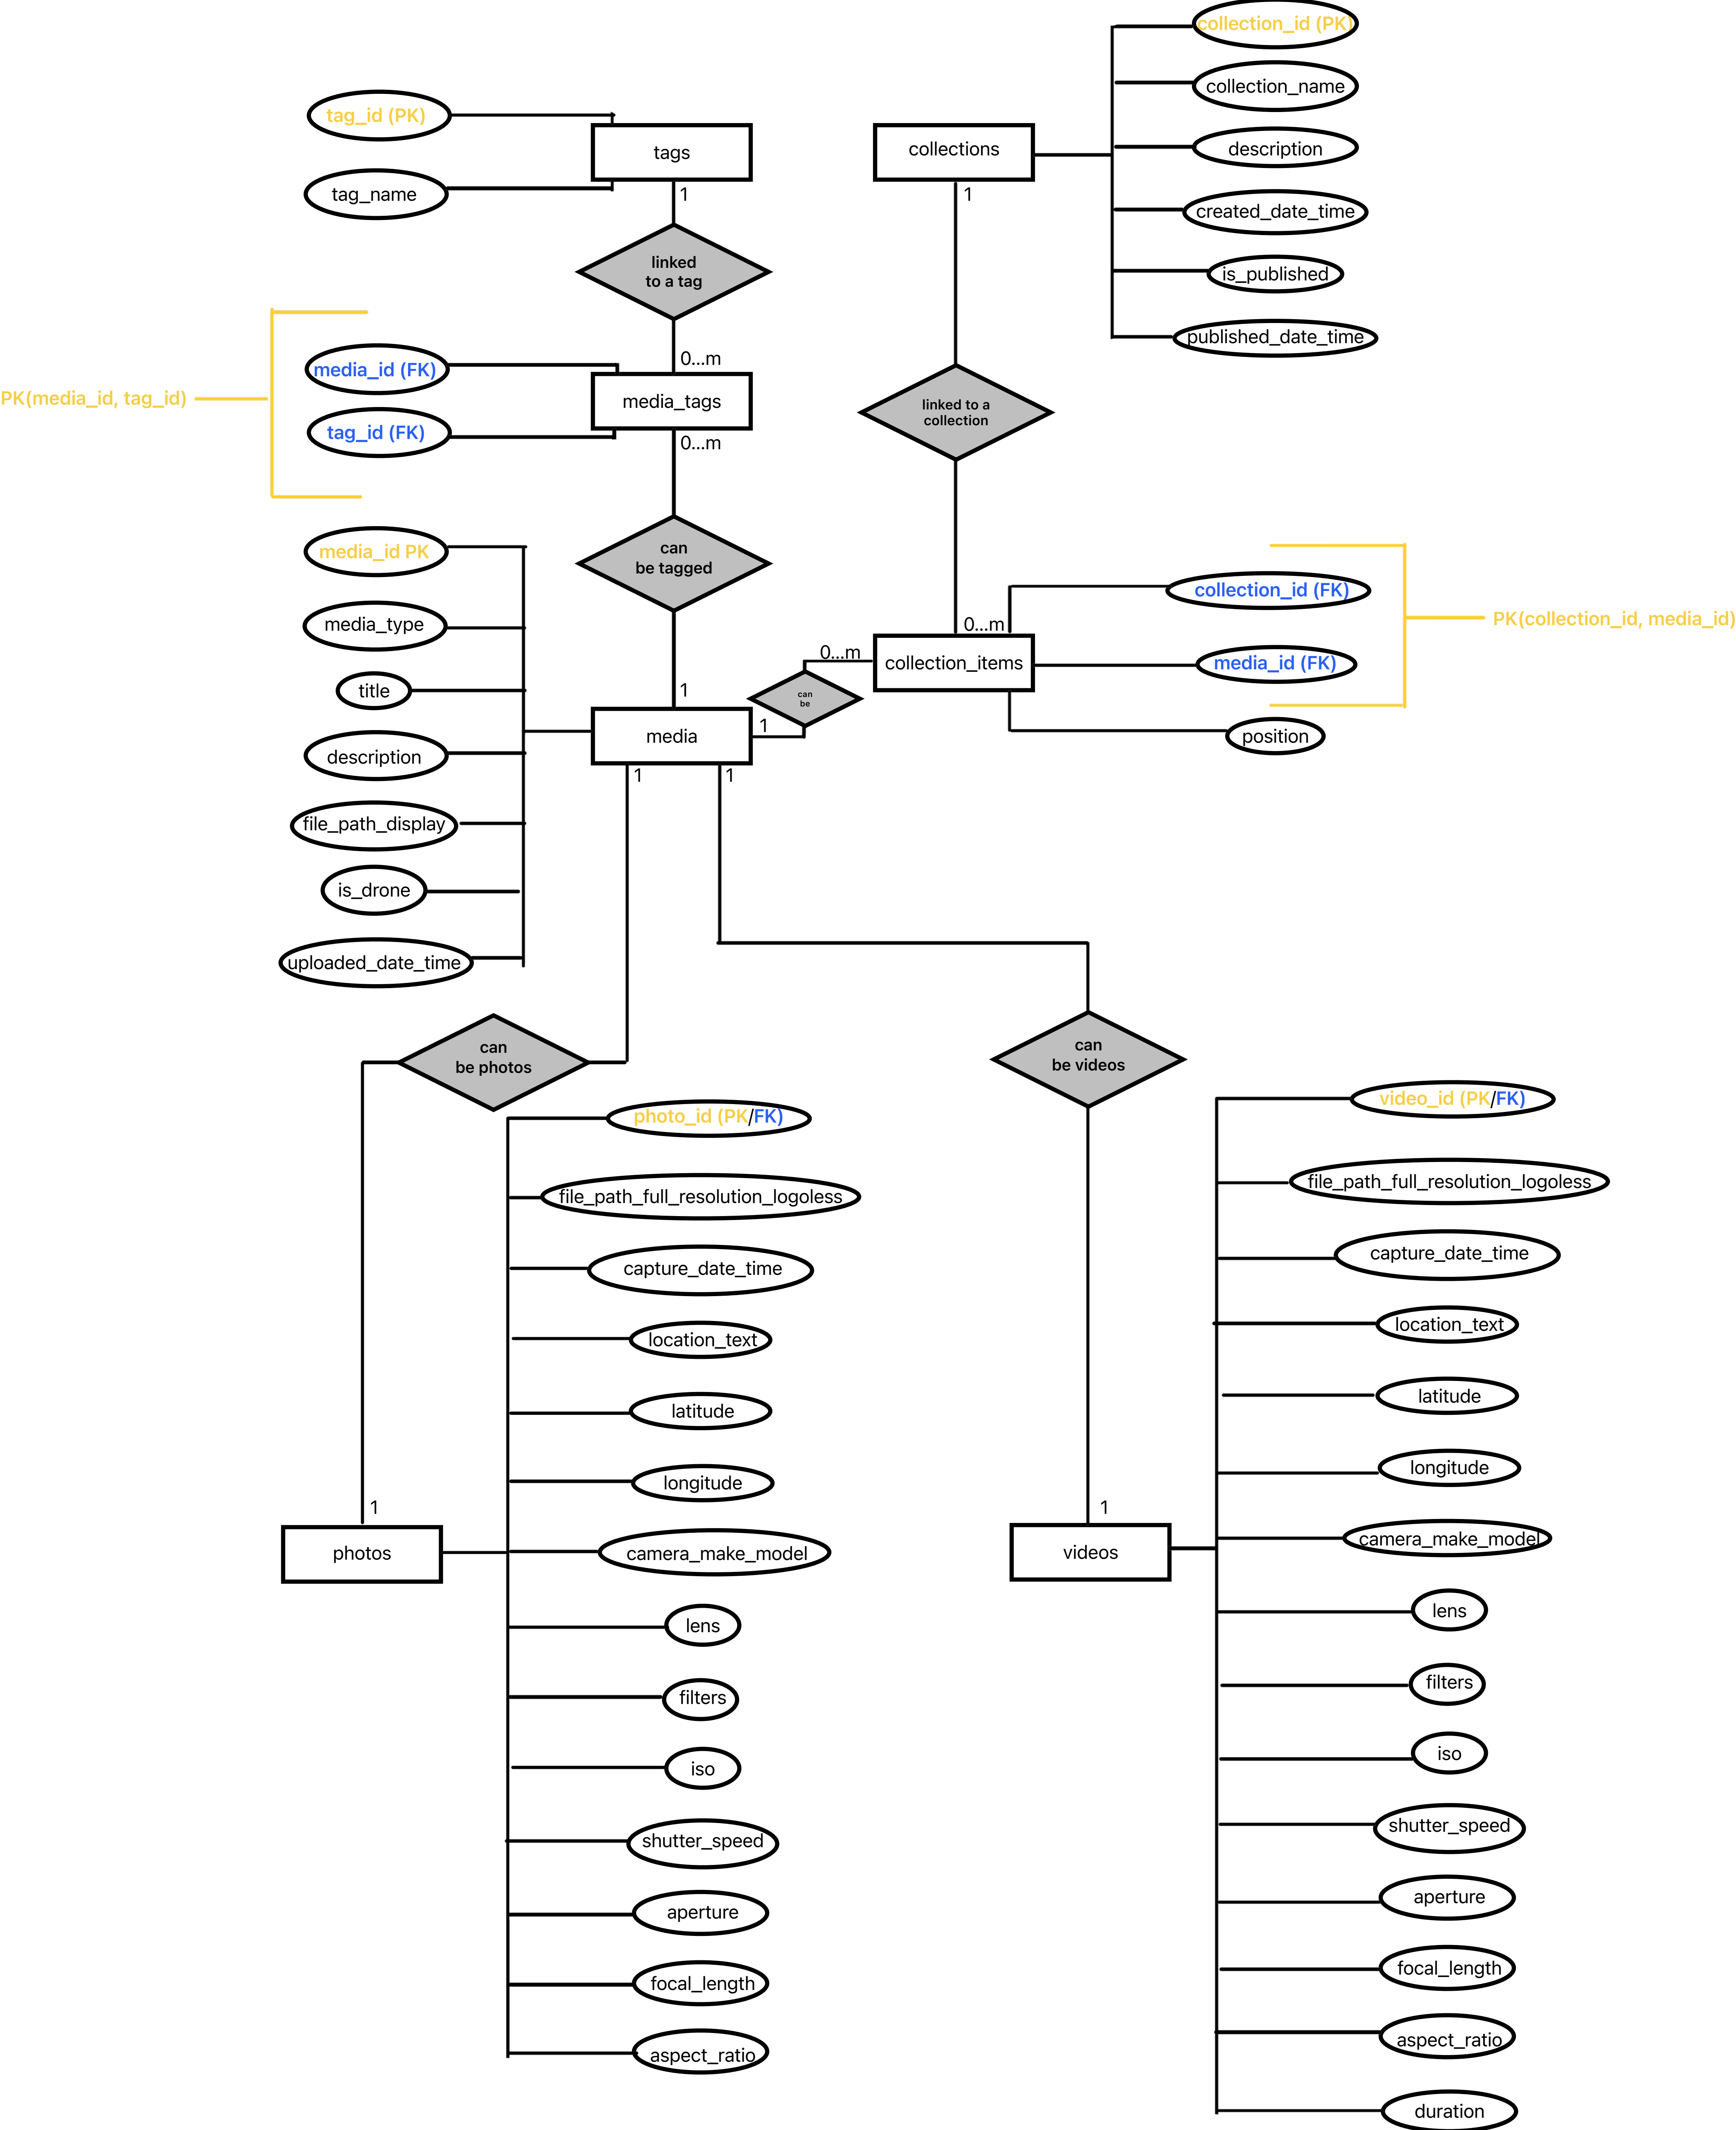 collection_id (PK)
collection_name
description
created_date_time
is_published
published_date_time
collections
1
tag_id (PK)
tag_name
tags
1
linked
to a tag
0...m
PK(media_id, tag_id)
media_id (FK)
tag_id (FK)
media_tags
0...m
linked to a
collection
can
be tagged
1
0...m
0...m
collection_items
collection_id (FK)
media_id (FK)
position
PK(collection_id, media_id)
can
be
1
media_id PK
media_type
title
description
file_path_display
is_drone
uploaded_date_time
media
1
1
can
be photos
can
be videos
1
photos
photo_id (PK/FK)
file_path_full_resolution_logoless
capture_date_time
location_text
latitude
longitude
camera_make_model
lens
filters
iso
shutter_speed
aperture
focal_length
aspect_ratio
1
videos
video_id (PK/FK)
file_path_full_resolution_logoless
capture_date_time
location_text
latitude
longitude
camera_make_model
lens
filters
iso
shutter_speed
aperture
focal_length
aspect_ratio
duration